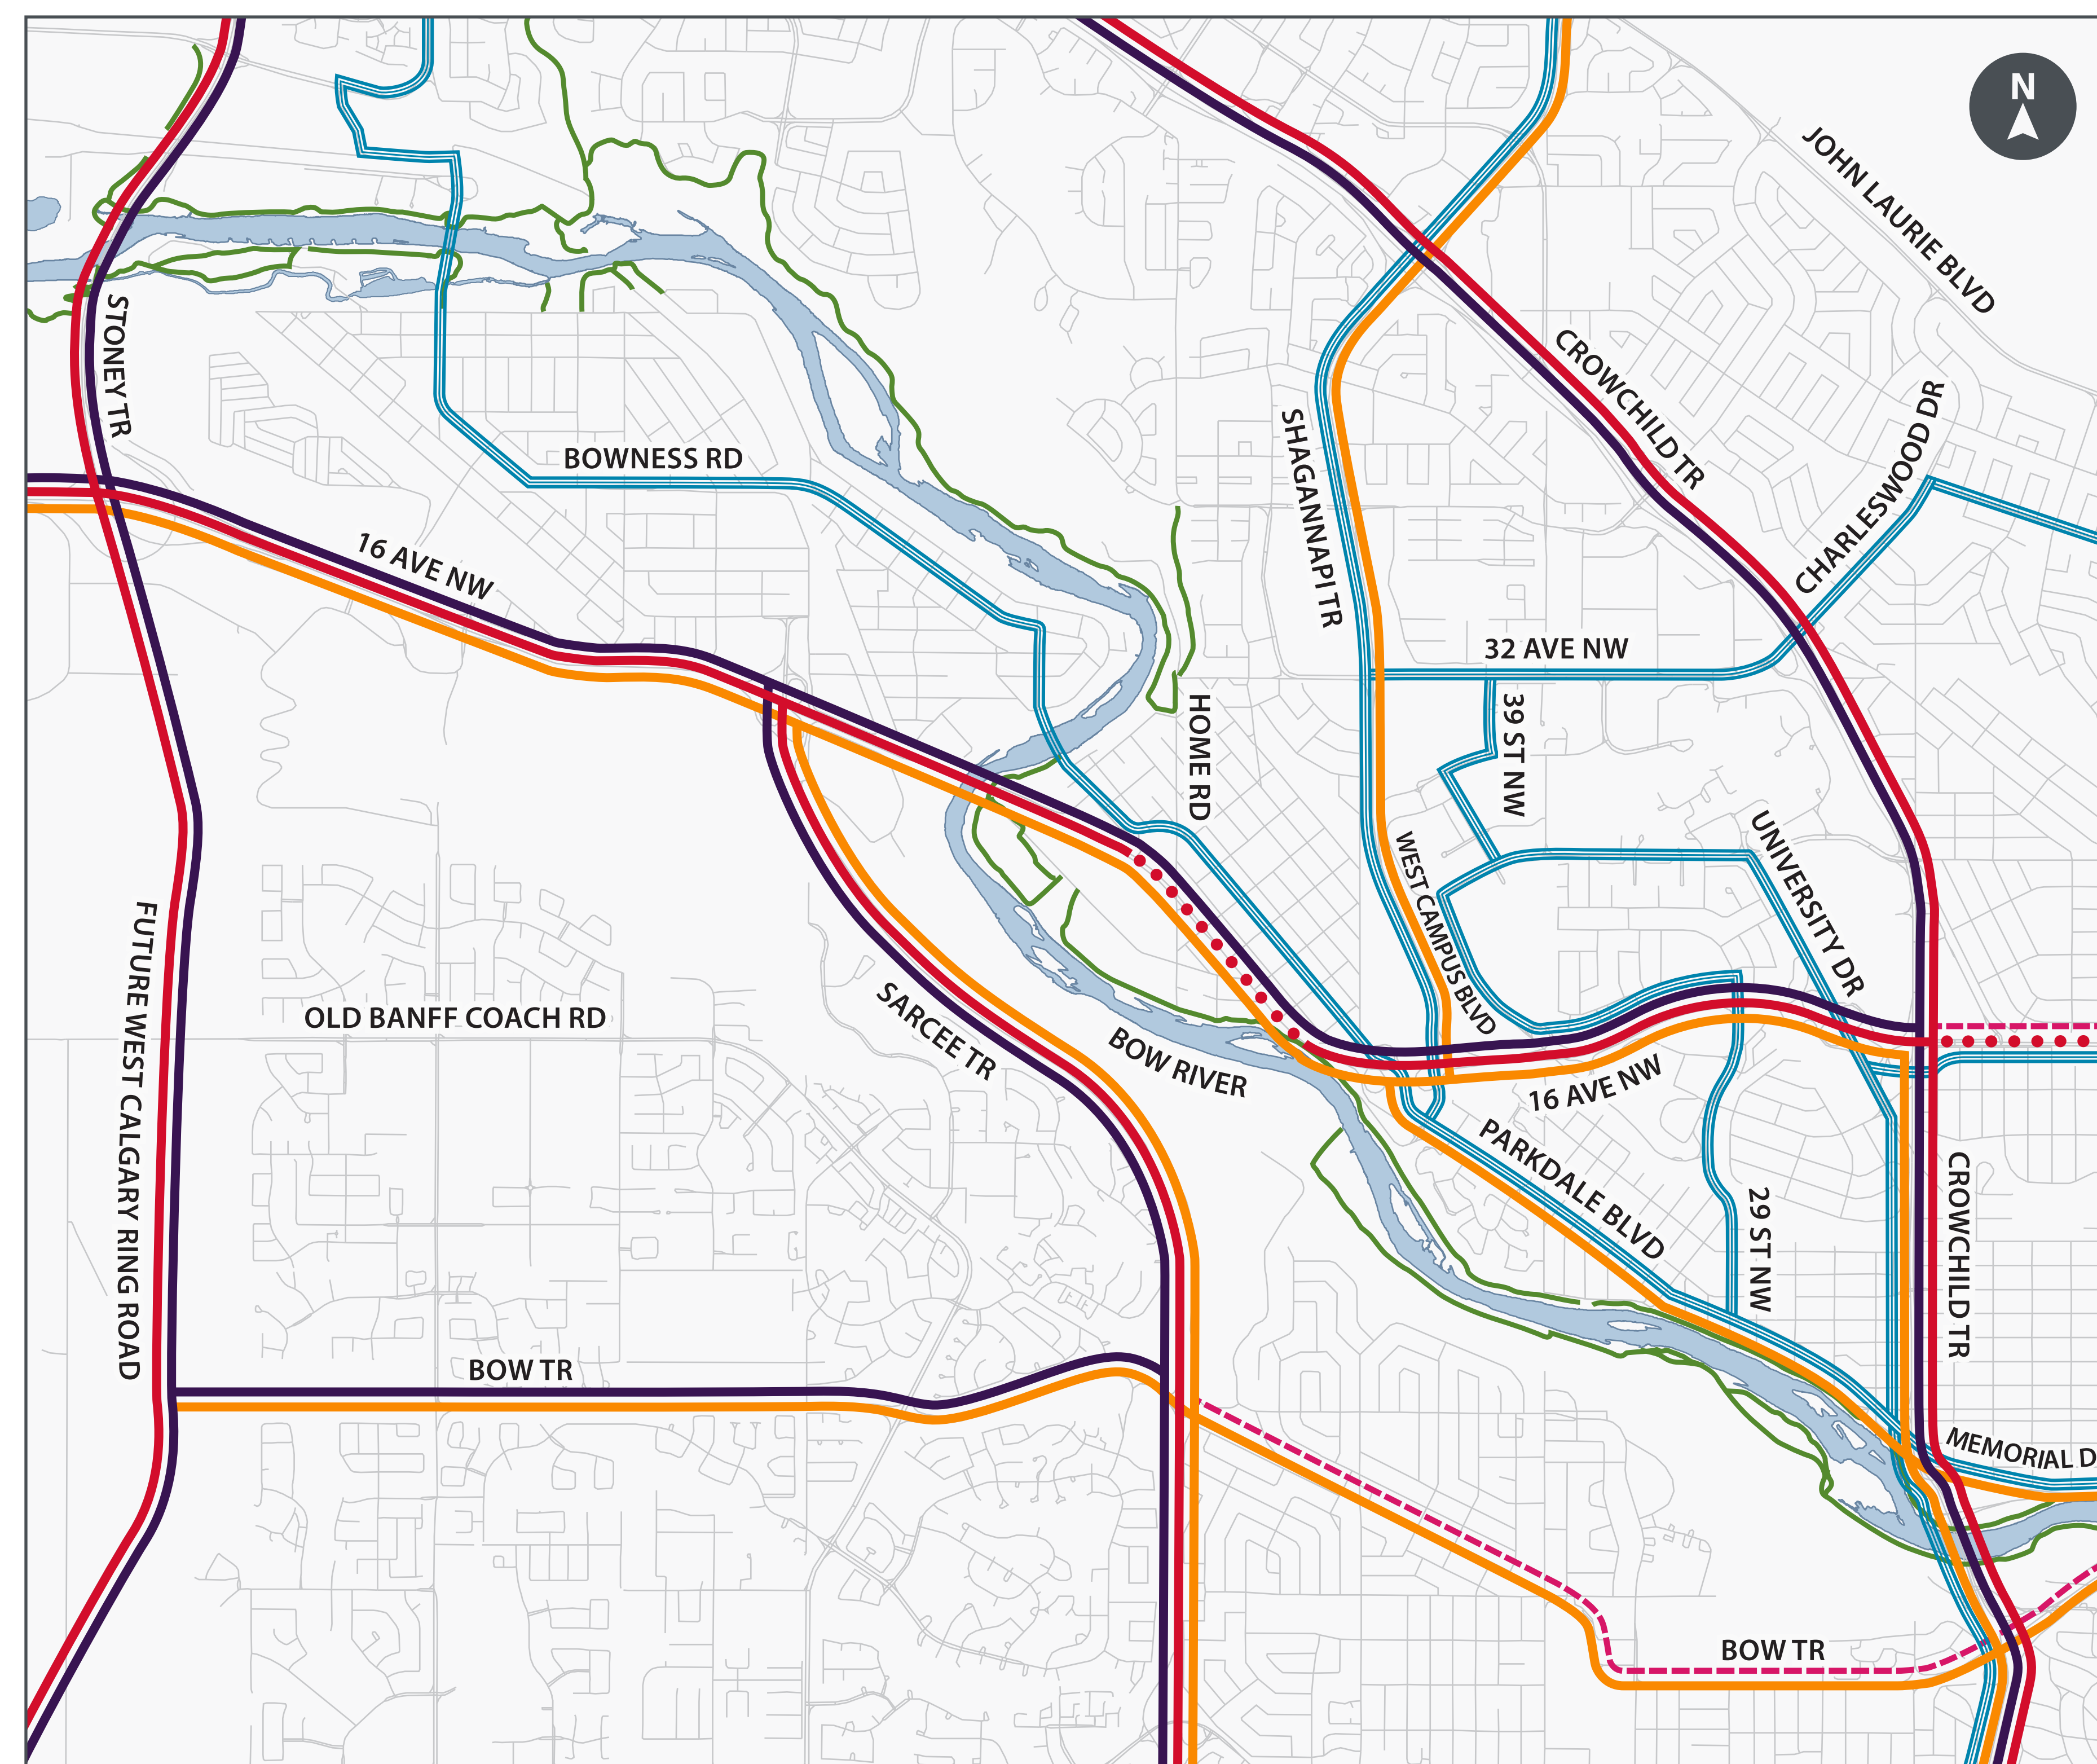 N
JOHN LAURIE BLVD
STONEY TR
CROWCHILD TR
CHARLESWOOD DR
SHAGANNAPI TR
BOWNESS RD
16 AVE NW
32 AVE NW
39 ST NW
HOME RD
UNIVERSITY DR
WEST CAMPUS BLVD
FUTURE WEST CALGARY RING ROAD
OLD BANFF COACH RD
SARCEE TR
BOW RIVER
16 AVE NW
PARKDALE BLVD
29 ST NW
CROWCHILD TR
BOW TR
MEMORIAL D
BOW TR